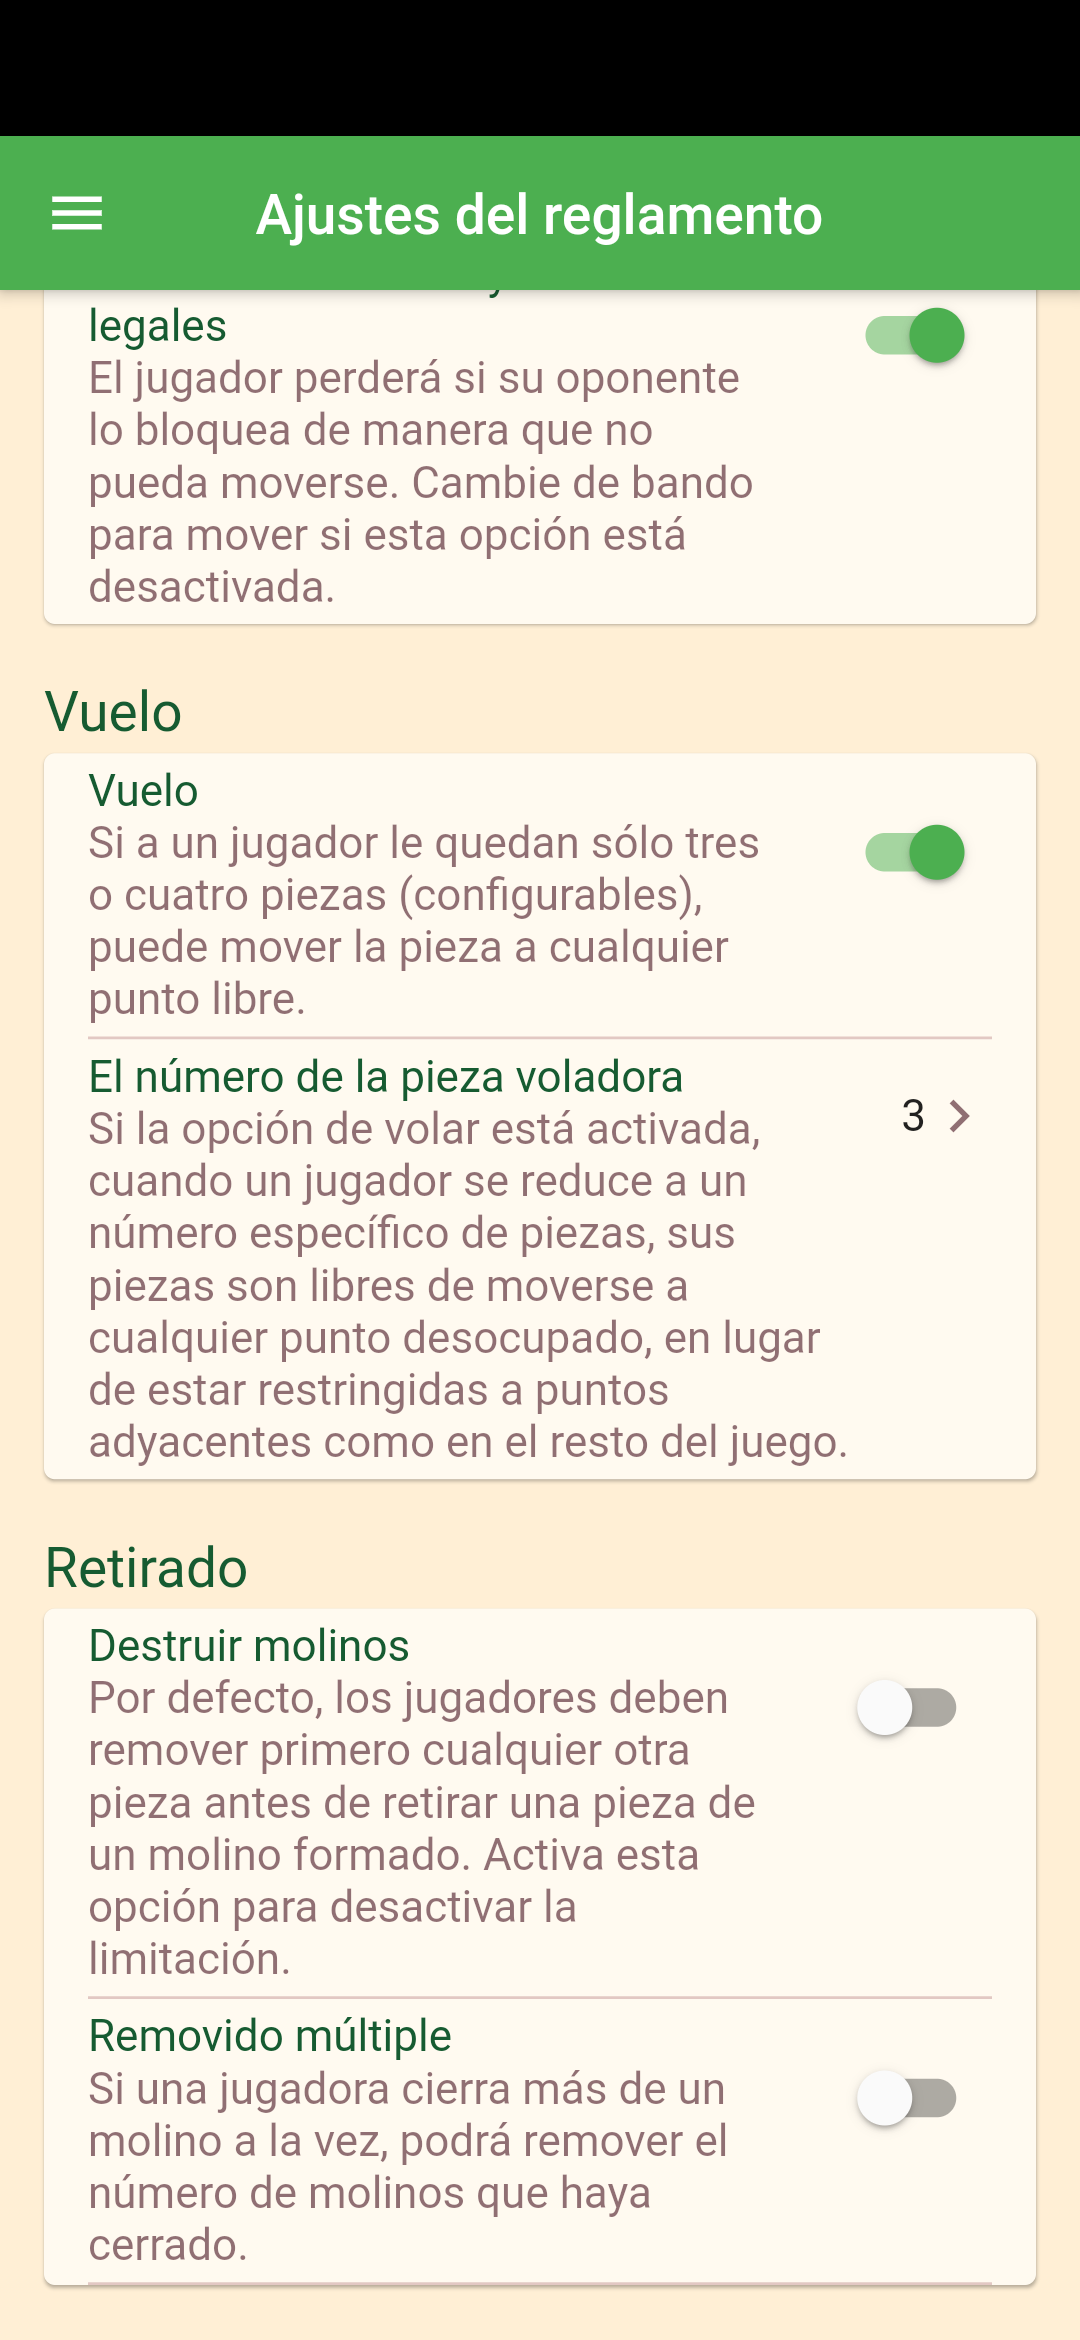 Ajustes del reglamento
legales
El jugador perderá si su oponente
lo bloquea de manera que no
pueda moverse. Cambie de bando
para mover si esta opción está
desactivada.
Vuelo
Vuelo
Si a un jugador le quedan sólo tres
o cuatro piezas (configurables),
puede mover la pieza a cualquier
punto libre.
El número de la pieza voladora
3
Si la opción de volar está activada,
cuando un jugador se reduce a un
número específico de piezas, sus
piezas son libres de moverse a
cualquier punto desocupado, en lugar
de estar restringidas a puntos
adyacentes como en el resto del juego.
Retirado
Destruir molinos
Por defecto, los jugadores deben
remover primero cualquier otra
pieza antes de retirar una pieza de
un molino formado. Activa esta
opción para desactivar la
limitación.
Removido múltiple
Si una jugadora cierra más de un
molino a la vez, podrá remover el
número de molinos que haya
cerrado.